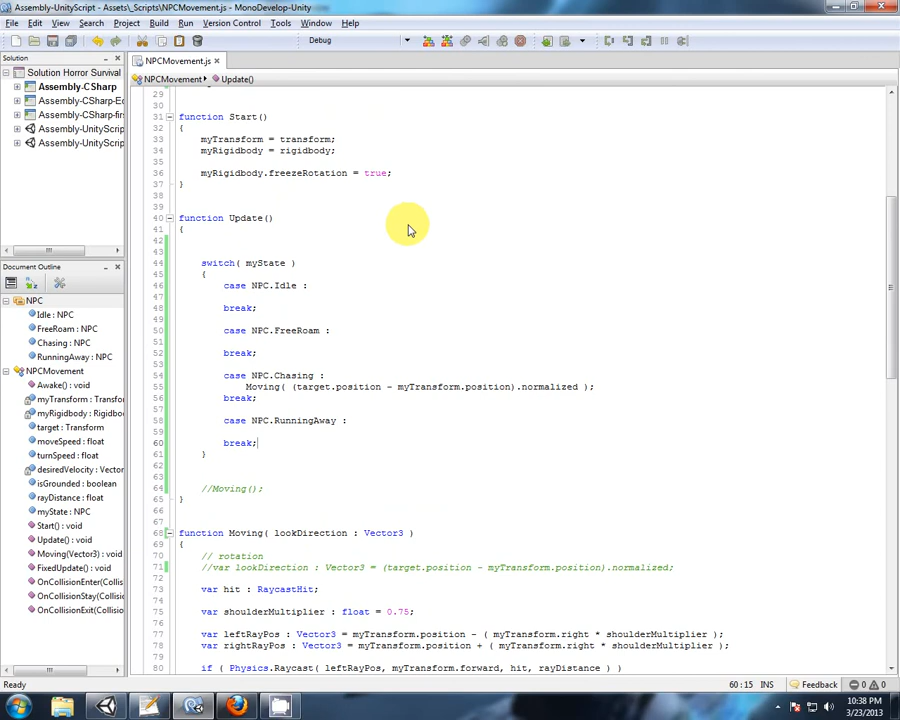 Assembly-UnityScript - Assets\_Scripts\NPCMovement.js - MonoDevelop-Unity
File Edit View Search Project Build Run Version Control Tools Window Help
Debug
Solution
Solution Horror Survival
Assembly-CSharp
Assembly-CSharp-Ec
Assembly-CSharp-firs
Assembly-UnityScrip
Assembly-UnityScrip
Document Outline
NPC
Idle : NPC
FreeRoam : NPC
Chasing : NPC
RunningAway : NPC
NPCMovement
Awake() : void
myTransform : Transfo
myRigidbody : Rigidbo
target : Transform
moveSpeed : float
turnSpeed : float
desiredVelocity : Vecto
isGrounded : boolean
rayDistance : float
myState : NPC
Start() : void
Update() : void
Moving(Vector3) : void
FixedUpdate() : void
OnCollisionEnter(Collisi
OnCollisionStay(Collisio
OnCollisionExit(Collisio
NPCMovement.js
NPCMovement Update()
29
30
31 function Start()
32 {
33 myTransform = transform;
34 myRigidbody = rigidbody;
35
36 myRigidbody.freezeRotation = true;
37 }
38
39
40 function Update()
41 {
42
43
44 switch( myState )
45 {
46 case NPC.Idle :
47
48 break;
49
50 case NPC.FreeRoam :
51
52 break;
53
54 case NPC.Chasing :
55 Moving( (target.position - myTransform.position).normalized );
56 break;
57
58 case NPC.RunningAway :
59
60 break;
61 }
62
63
64 //Moving();
65 }
66
67
68 function Moving( lookDirection : Vector3 )
69 {
70 // rotation
71 //var lookDirection : Vector3 = (target.position - myTransform.position).normalized;
72
73 var hit : RaycastHit;
74
75 var shoulderMultiplier : float = 0.75;
76
77 var leftRayPos : Vector3 = myTransform.position - ( myTransform.right * shoulderMultiplier );
78 var rightRayPos : Vector3 = myTransform.position + ( myTransform.right * shoulderMultiplier );
79
80 if ( Physics.Raycast( leftRayPos, myTransform.forward, hit, rayDistance ) )
Ready 60 : 15 INS Feedback 0 0
10:38 PM
3/23/2013